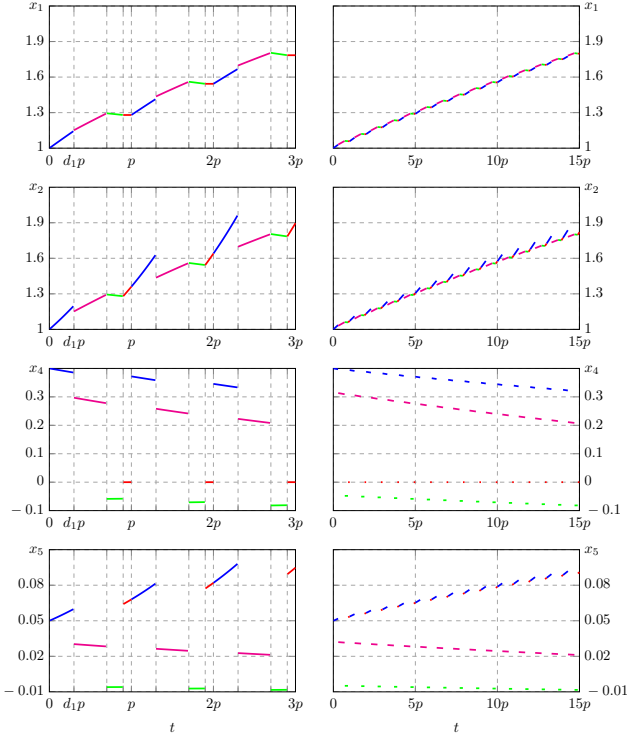 x₁ x₁
1.9 1.9
1.6 1.6
1.3 1.3
1 1
0 d₁p p 2p 3p 0 5p 10p 15p
x₂ x₂
1.9 1.9
1.6 1.6
1.3 1.3
1 1
0 d₁p p 2p 3p 0 5p 10p 15p
x₄ x₄
0.3 0.3
0.2 0.2
0.1 0.1
0 0
−0.1 −0.1
0 d₁p p 2p 3p 0 5p 10p 15p
x₅ x₅
0.08 0.08
0.05 0.05
0.02 0.02
−0.01 −0.01
0 d₁p p 2p 3p 0 5p 10p 15p
t t